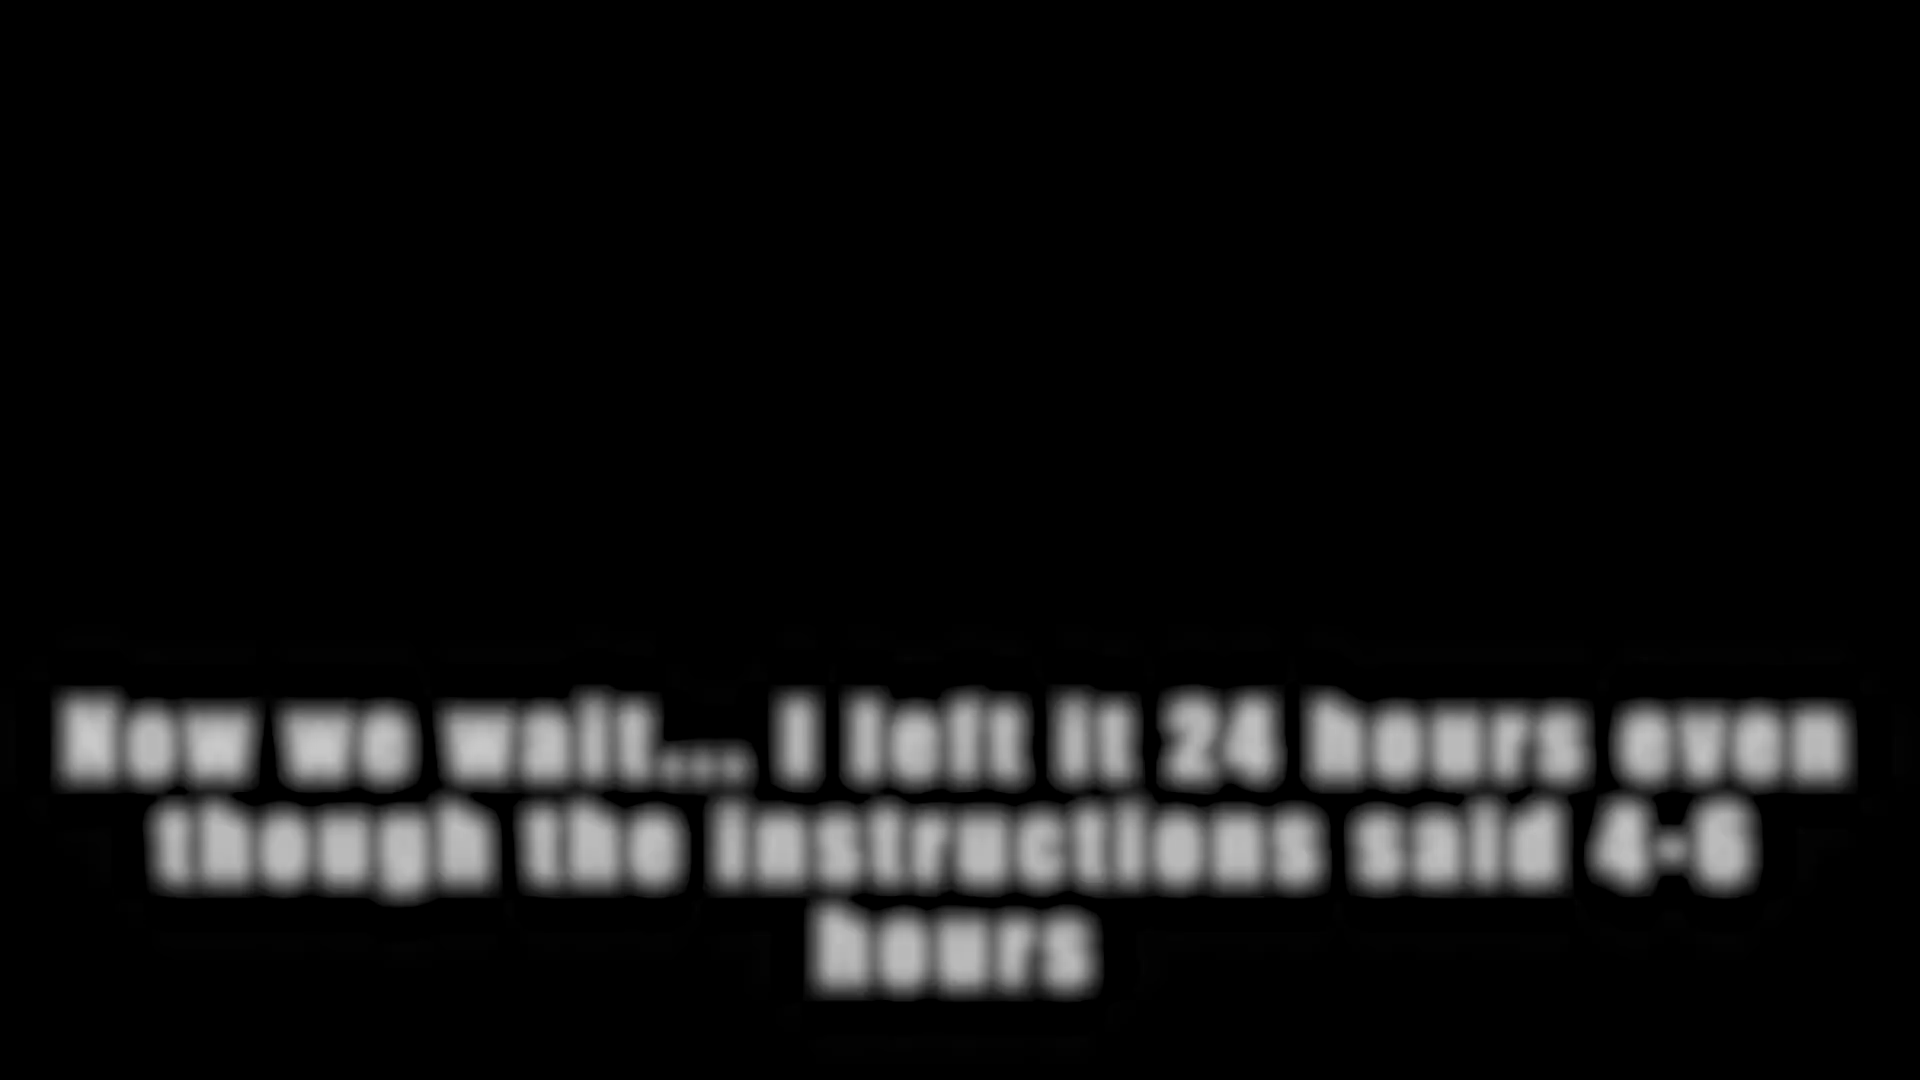 Now we wait... I left it 24 hours even
though the instructions said 4-6
hours